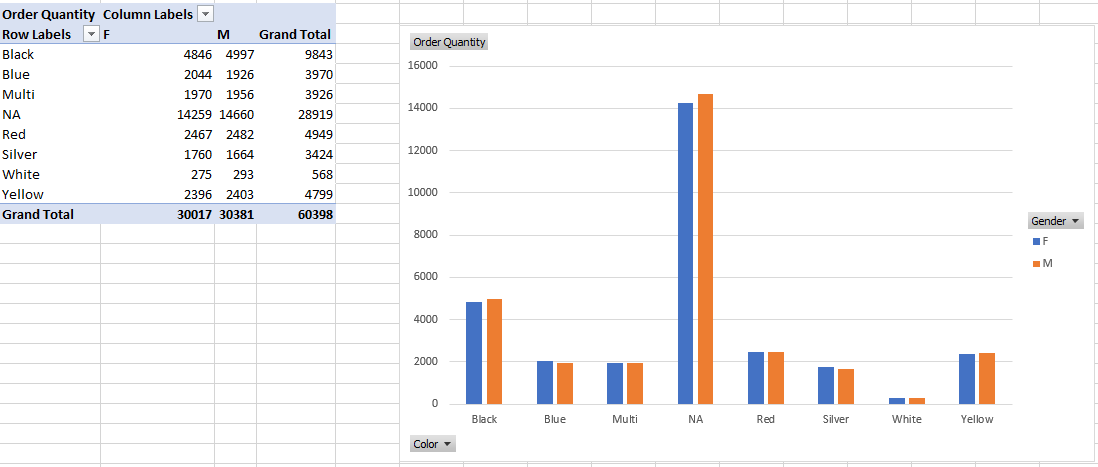 Order Quantity Column Labels
Row Labels F M Grand Total
Black 4846 4997 9843
Blue 2044 1926 3970
Multi 1970 1956 3926
NA 14259 14660 28919
Red 2467 2482 4949
Silver 1760 1664 3424
White 275 293 568
Yellow 2396 2403 4799
Grand Total 30017 30381 60398
Order Quantity
16000
14000
12000
10000
8000
6000
4000
2000
0
Black Blue Multi NA Red Silver White Yellow
Color
Gender
F
M